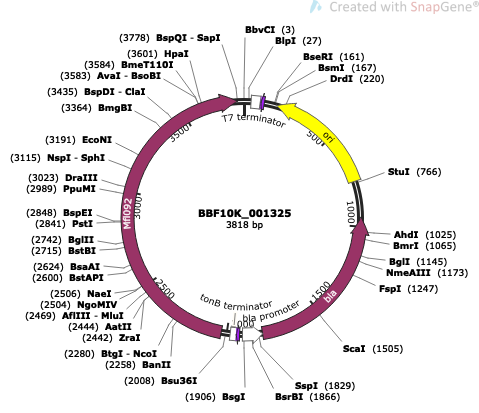 Created with SnapGene®
BbvCI (3)
BlpI (27)
BseRI (161)
BsmI (167)
DrdI (220)
StuI (766)
AhdI (1025)
BmrI (1065)
BglI (1145)
NmeAIII (1173)
FspI (1247)
ScaI (1505)
SspI (1829)
BsrBI (1866)
(1906) BsgI
(2008) Bsu36I
(2258) BanII
(2280) BtgI - NcoI
(2442) ZraI
(2444) AatII
(2469) AflIII - MluI
(2504) NgoMIV
(2506) NaeI
(2600) BstAPI
(2624) BsaAI
(2715) BstBI
(2742) BglII
(2841) PstI
(2848) BspEI
(2989) PpuMI
(3023) DraIII
(3115) NspI - SphI
(3191) EcoNI
(3364) BmgBI
(3435) BspDI - ClaI
(3583) AvaI - BsoBI
(3584) BmeT110I
(3601) HpaI
(3778) BspQI - SapI
T7 terminator
ori
bla
bla promoter
tonB terminator
Mfl092
500
1000
1500
2500
3000
3500
BBF10K_001325
3818 bp